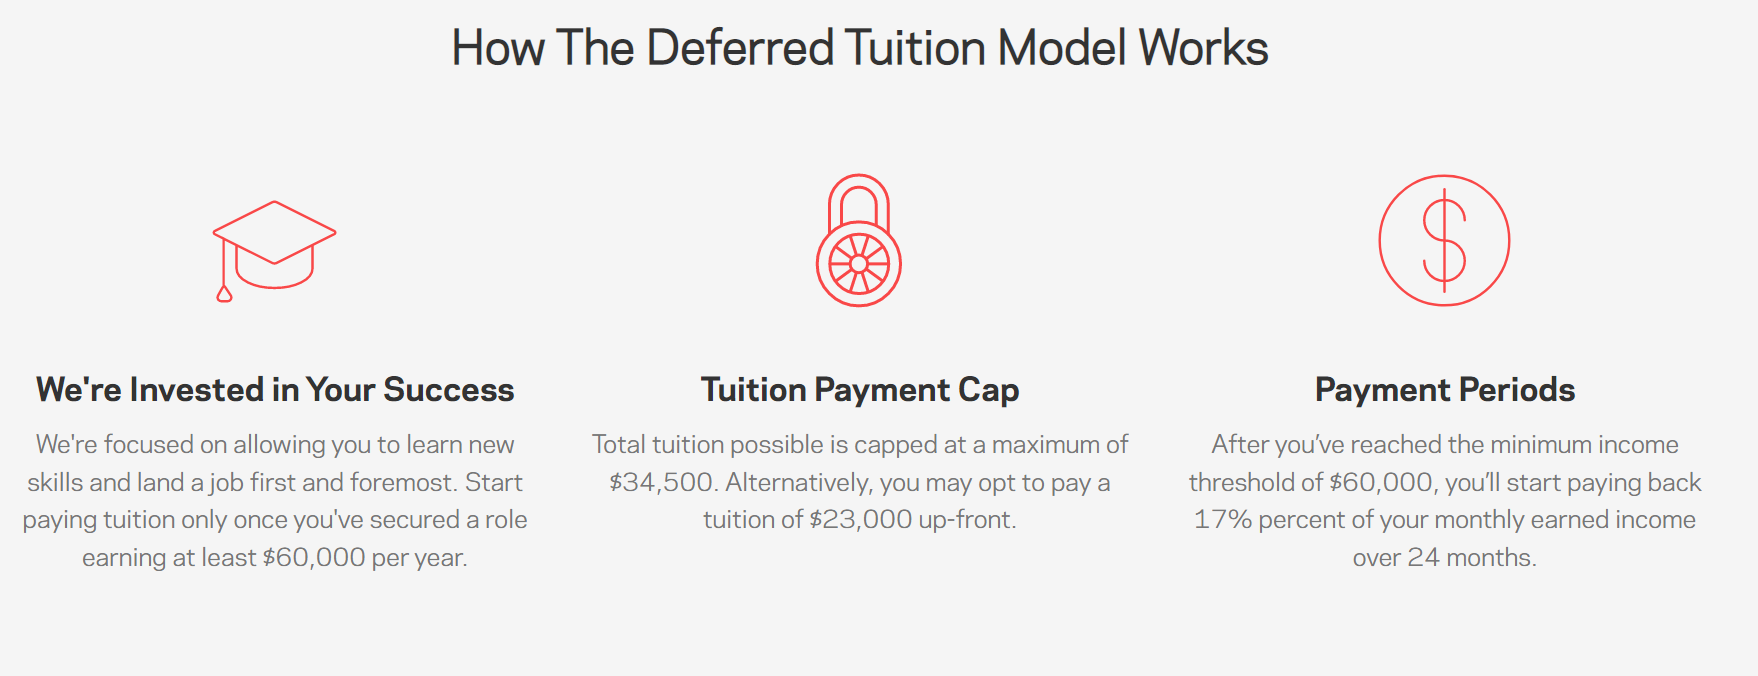 How The Deferred Tuition Model Works
We're Invested in Your Success
We're focused on allowing you to learn new
skills and land a job first and foremost. Start
paying tuition only once you've secured a role
earning at least $60,000 per year.
Tuition Payment Cap
Total tuition possible is capped at a maximum of
$34,500. Alternatively, you may opt to pay a
tuition of $23,000 up-front.
Payment Periods
After you’ve reached the minimum income
threshold of $60,000, you’ll start paying back
17% percent of your monthly earned income
over 24 months.